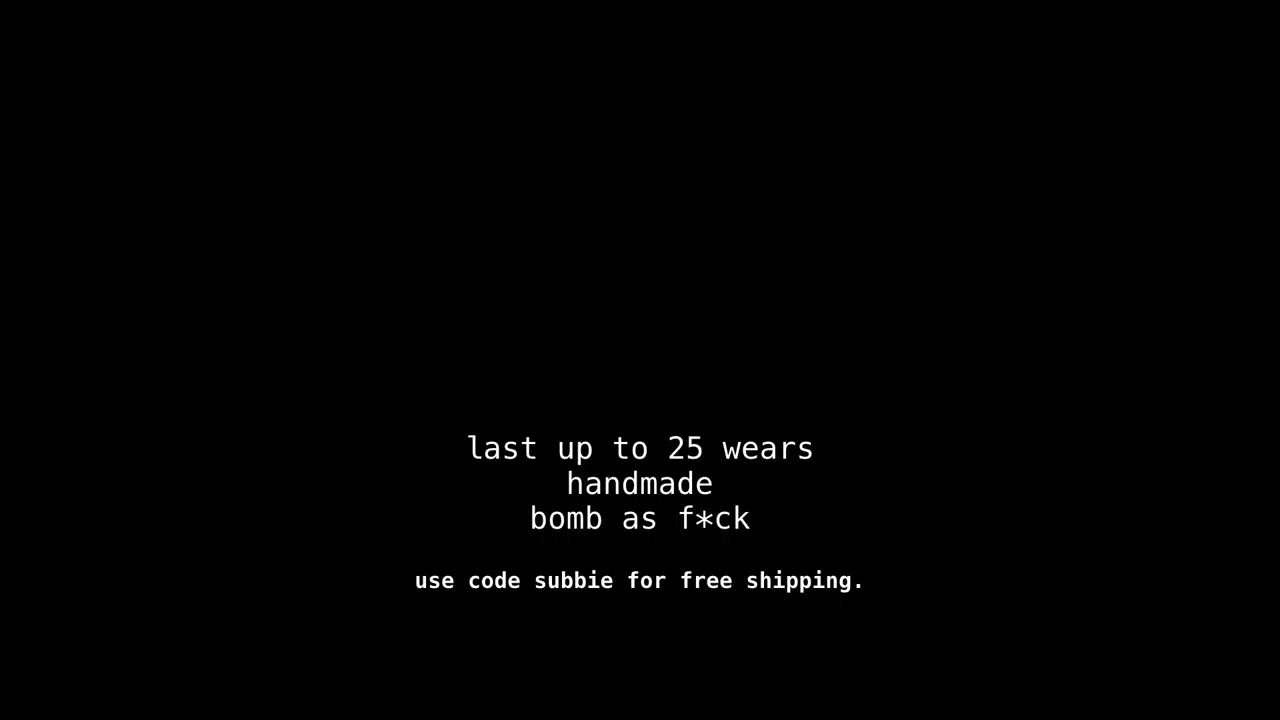 last up to 25 wears
handmade
bomb as f*ck
use code subbie for free shipping.